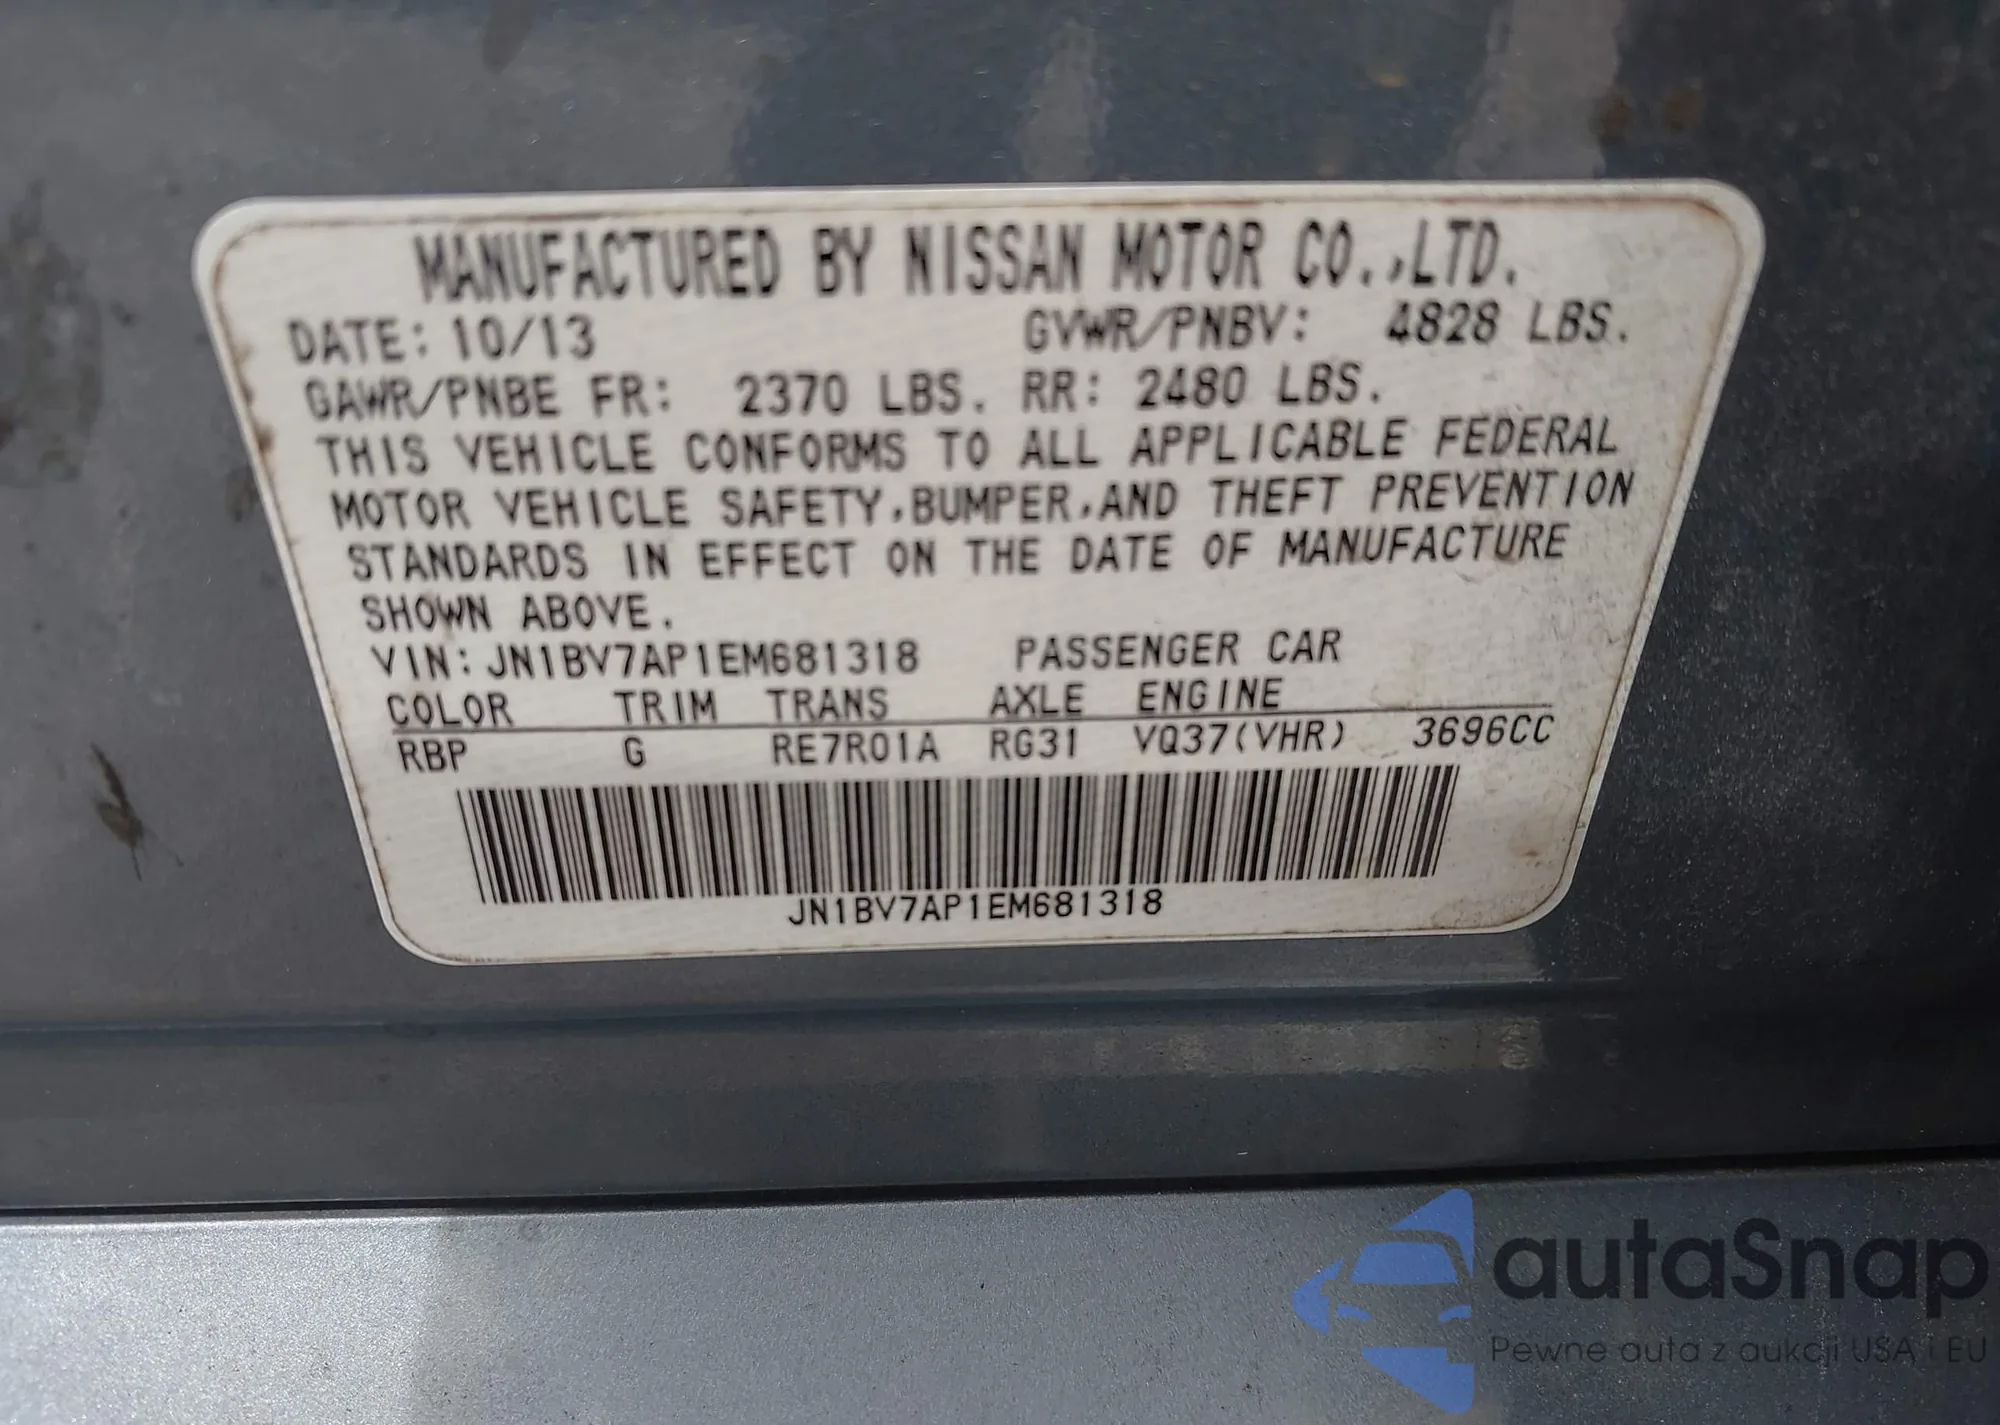 MANUFACTURED BY NISSAN MOTOR CO.,LTD.
DATE: 10/13 GVWR/PNBV: 4828 LBS.
GAWR/PNBE FR: 2370 LBS. RR: 2480 LBS.
THIS VEHICLE CONFORMS TO ALL APPLICABLE FEDERAL
MOTOR VEHICLE SAFETY,BUMPER,AND THEFT PREVENTION
STANDARDS IN EFFECT ON THE DATE OF MANUFACTURE
SHOWN ABOVE.
VIN: JN1BV7AP1EM681318 PASSENGER CAR
COLOR TRIM TRANS AXLE ENGINE
RBP G RE7R01A RG31 VQ37(VHR) 3696CC
JN1BV7AP1EM681318
autaSnap
Pewne auta z aukcji USA i EU